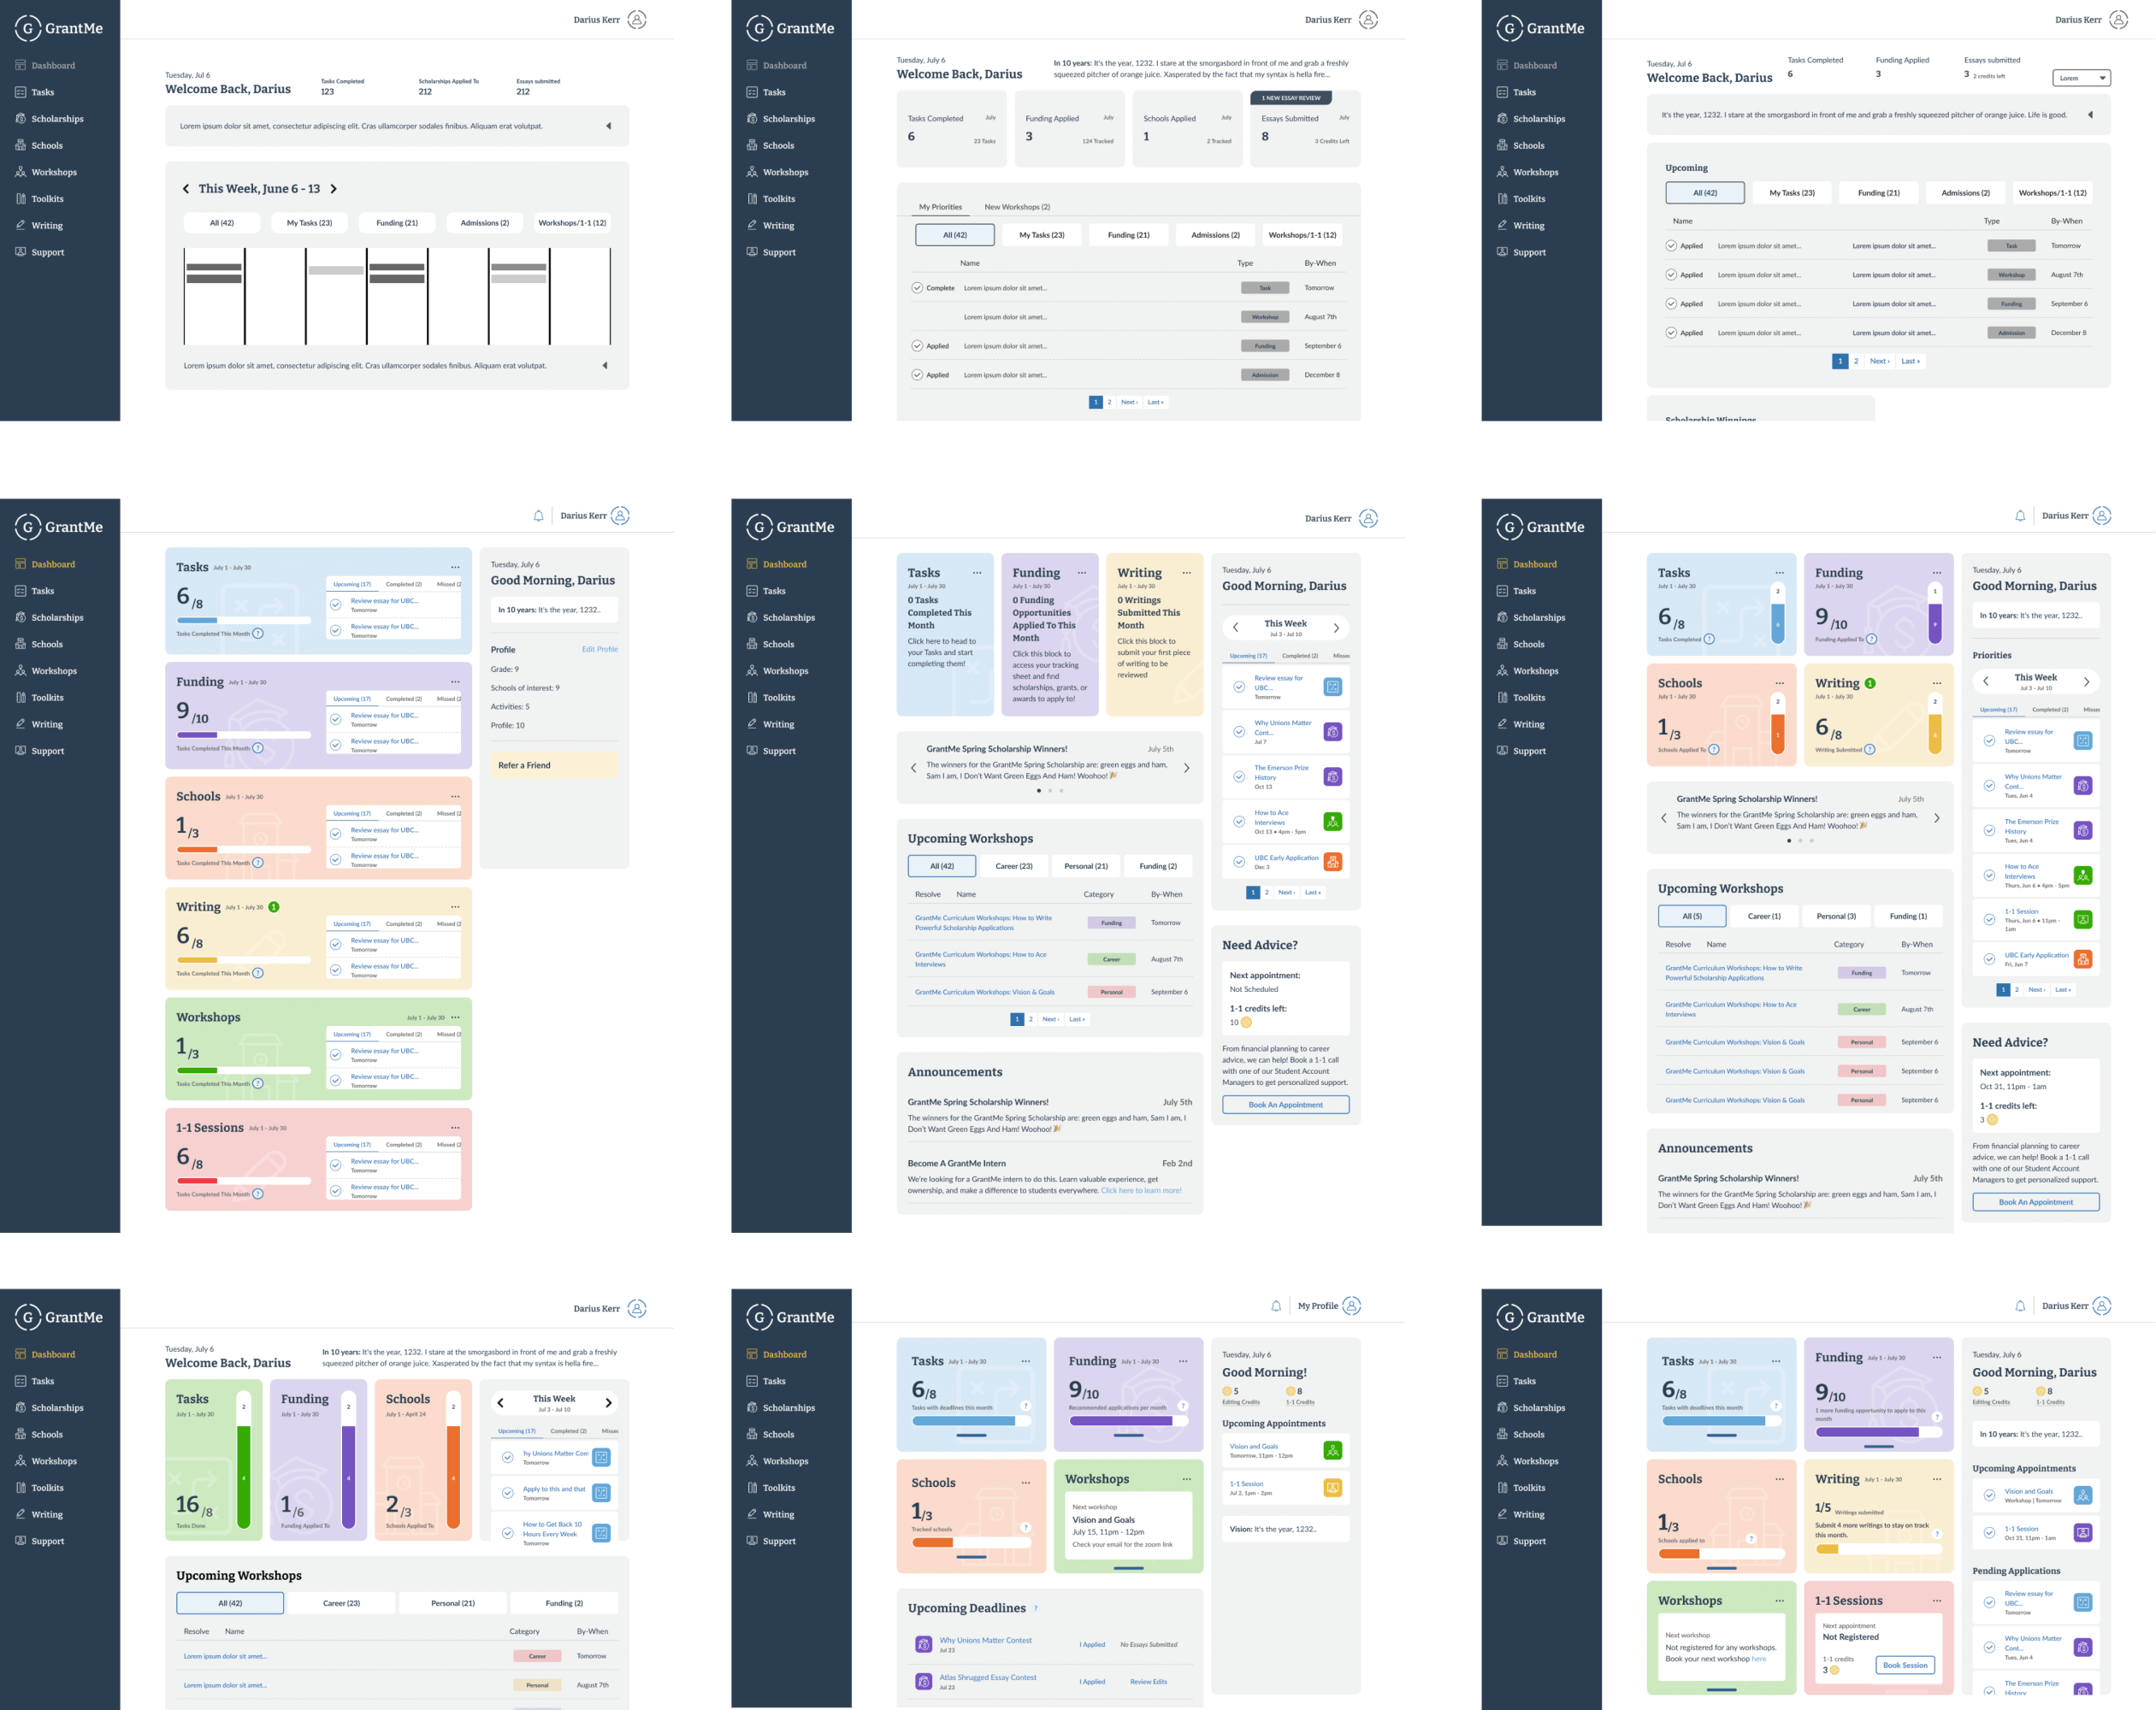 GrantMe
Darius Kerr
Dashboard
Tasks
Scholarships
Schools
Workshops
Toolkits
Writing
Support
Tuesday, Jul 6
Welcome Back, Darius
Tasks Completed
123
Scholarships Applied To
212
Essays submitted
212
Lorem ipsum dolor sit amet, consectetur adipiscing elit. Cras ullamcorper sodales finibus. Aliquam erat volutpat.
This Week, June 6 - 13
All (42)
My Tasks (23)
Funding (21)
Admissions (2)
Workshops/1-1 (12)
Lorem ipsum dolor sit amet, consectetur adipiscing elit. Cras ullamcorper sodales finibus. Aliquam erat volutpat.
GrantMe
Darius Kerr
Dashboard
Tasks
Scholarships
Schools
Workshops
Toolkits
Writing
Support
Tuesday, July 6
Welcome Back, Darius
In 10 years: It's the year, 1232. I stare at the smorgasbord in front of me and grab a freshly
squeezed pitcher of orange juice. Xasperated by the fact that my syntax is hella fire...
Tasks Completed July
6 23 Tasks
Funding Applied July
3 124 Tracked
Schools Applied July
1 2 Tracked
1 NEW ESSAY REVIEW
Essays Submitted July
8 3 Credits Left
My Priorities
New Workshops (2)
All (42)
My Tasks (23)
Funding (21)
Admissions (2)
Workshops/1-1 (12)
Name Type By-When
Complete Lorem ipsum dolor sit amet... Task Tomorrow
Lorem ipsum dolor sit amet... Workyhop August 7th
Applied Lorem ipsum dolor sit amet... Funding September 6
Applied Lorem ipsum dolor sit amet... Admission December 8
1 2 Next › Last »
GrantMe
Darius Kerr
Dashboard
Tasks
Scholarships
Schools
Workshops
Toolkits
Writing
Support
Tuesday, Jul 6
Welcome Back, Darius
Tasks Completed
6
Funding Applied
3
Essays submitted
3 2 credits left
Lorem
It's the year, 1232. I stare at the smorgasbord in front of me and grab a freshly squeezed pitcher of orange juice. Life is good.
Upcoming
All (42)
My Tasks (23)
Funding (21)
Admissions (2)
Workshops/1-1 (12)
Name Type By-When
Applied Lorem ipsum dolor sit amet... Lorem ipsum dolor sit amet... Task Tomorrow
Applied Lorem ipsum dolor sit amet... Lorem ipsum dolor sit amet... Workshop August 7th
Applied Lorem ipsum dolor sit amet... Lorem ipsum dolor sit amet... Funding September 6
Applied Lorem ipsum dolor sit amet... Lorem ipsum dolor sit amet... Admission December 8
1 2 Next › Last »
Scholarship Winnings
GrantMe
Darius Kerr
Dashboard
Tasks
Scholarships
Schools
Workshops
Toolkits
Writing
Support
Tasks July 1 - July 30
6/8
Tasks Completed This Month ?
Upcoming (17) Completed (2) Missed (2
Review essay for UBC...
Tomorrow
Review essay for UBC...
Tomorrow
Funding July 1 - July 30
9/10
Tasks Completed This Month ?
Upcoming (17) Completed (2) Missed (2
Review essay for UBC...
Tomorrow
Review essay for UBC...
Tomorrow
Schools July 1 - July 30
1/3
Tasks Completed This Month ?
Upcoming (17) Completed (2) Missed (2
Review essay for UBC...
Tomorrow
Review essay for UBC...
Tomorrow
Writing July 1 - July 30 1
6/8
Tasks Completed This Month ?
Upcoming (17) Completed (2) Missed (2
Review essay for UBC...
Tomorrow
Review essay for UBC...
Tomorrow
Workshops July 1 - July 30
1/3
Tasks Completed This Month ?
Upcoming (17) Completed (2) Missed (2
Review essay for UBC...
Tomorrow
Review essay for UBC...
Tomorrow
1-1 Sessions July 1 - July 30
6/8
Tasks Completed This Month ?
Upcoming (17) Completed (2) Missed (2
Review essay for UBC...
Tomorrow
Review essay for UBC...
Tomorrow
Tuesday, July 6
Good Morning, Darius
In 10 years: It's the year, 1232..
Profile Edit Profile
Grade: 9
Schools of interest: 9
Activities: 5
Profile: 10
Refer a Friend
GrantMe
Darius Kerr
Dashboard
Tasks
Scholarships
Schools
Workshops
Toolkits
Writing
Support
Tasks
July 1 - July 30
0 Tasks
Completed This
Month
Click here to head to
your Tasks and start
completing them!
Funding
July 1 - July 30
0 Funding
Opportunities
Applied To This
Month
Click this block to
access your tracking
sheet and find
scholarships, grants, or
awards to apply to!
Writing
July 1 - July 30
0 Writings
Submitted This
Month
Click this block to
submit your first piece
of writing to be
reviewed
GrantMe Spring Scholarship Winners! July 5th
The winners for the GrantMe Spring Scholarship are: green eggs and ham,
Sam I am, I Don't Want Green Eggs And Ham! Woohoo! 🎉
Upcoming Workshops
All (42)
Career (23)
Personal (21)
Funding (2)
Resolve Name Category By-When
GrantMe Curriculum Workshops: How to Write
Powerful Scholarship Applications Funding Tomorrow
GrantMe Curriculum Workshops: How to Ace
Interviews Career August 7th
GrantMe Curriculum Workshops: Vision & Goals Personal September 6
1 2 Next › Last »
Announcements
GrantMe Spring Scholarship Winners! July 5th
The winners for the GrantMe Spring Scholarship are: green eggs and ham, Sam I am, I
Don't Want Green Eggs And Ham! Woohoo! 🎉
Become A GrantMe Intern Feb 2nd
We're looking for a GrantMe intern to do this. Learn valuable experience, get
ownership, and make a difference to students everywhere. Click here to learn more!
Tuesday, July 6
Good Morning, Darius
This Week
Jul 3 - Jul 10
Upcoming (17) Completed (2) Missed
Review essay for
UBC...
Tomorrow
Why Unions Matter
Cont...
Jul 7
The Emerson Prize
History
Oct 13
How to Ace
Interviews
Oct 13 • 4pm - 5pm
UBC Early Application
Dec 3
1 2 Next › Last »
Need Advice?
Next appointment:
Not Scheduled
1-1 credits left:
10
From financial planning to career
advice, we can help! Book a 1-1 call
with one of our Student Account
Managers to get personalized support.
Book An Appointment
GrantMe
Darius Kerr
Dashboard
Tasks
Scholarships
Schools
Workshops
Toolkits
Writing
Support
Tasks
July 1 - July 30
6/8
Tasks Completed ?
2
6
Funding
July 1 - July 30
9/10
Funding Applied To ?
1
9
Schools
July 1 - July 30
1/3
Schools Applied To ?
2
1
Writing 1
July 1 - July 30
6/8
Writing Submitted ?
2
6
GrantMe Spring Scholarship Winners! July 5th
The winners for the GrantMe Spring Scholarship are: green eggs and ham,
Sam I am, I Don't Want Green Eggs And Ham! Woohoo! 🎉
Upcoming Workshops
All (5)
Career (1)
Personal (3)
Funding (1)
Resolve Name Category By-When
GrantMe Curriculum Workshops: How to Write
Powerful Scholarship Applications Funding Tomorrow
GrantMe Curriculum Workshops: How to Ace
Interviews Career August 7th
GrantMe Curriculum Workshops: Vision & Goals Personal September 6
GrantMe Curriculum Workshops: Vision & Goals Personal September 6
GrantMe Curriculum Workshops: Vision & Goals Personal September 6
Announcements
GrantMe Spring Scholarship Winners! July 5th
The winners for the GrantMe Spring Scholarship are: green eggs and ham, Sam I am, I
Don't Want Green Eggs And Ham! Woohoo! 🎉
Tuesday, July 6
Good Morning, Darius
In 10 years: It's the year, 1232..
Priorities
This Week
Jul 3 - Jul 10
Upcoming (17) Completed (2) Missed
Review essay for
UBC...
Tomorrow
Why Unions Matter
Cont...
Tues, Jun 4
The Emerson Prize
History
Tues, Jun 4
How to Ace
Interviews
Thurs, Jun 6 • 4pm - 5pm
1-1 Session
Thurs, Jun 6 • 11pm -
1am
UBC Early Application
Fri, Jun 7
1 2 Next › Last »
Need Advice?
Next appointment:
Oct 31, 11pm - 1am
1-1 credits left:
3
From financial planning to career
advice, we can help! Book a 1-1 call
with one of our Student Account
Managers to get personalized support.
Book An Appointment
GrantMe
Darius Kerr
Dashboard
Tasks
Scholarships
Schools
Workshops
Toolkits
Writing
Support
Tuesday, July 6
Welcome Back, Darius
In 10 years: It's the year, 1232. I stare at the smorgasbord in front of me and grab a freshly
squeezed pitcher of orange juice. Xasperated by the fact that my syntax is hella fire...
Tasks
July 1 - July 30
2
4
16/8
Tasks Done
Funding
July 1 - July 30
2
4
1/6
Funding Applied To
Schools
July 1 - April 24
2
4
2/3
Schools Applied To
This Week
Jul 3 - Jul 10
Upcoming (17) Completed (2) Missed
hy Unions Matter Con
Tomorrow
Apply to this and that
Tomorrow
How to Get Back 10
Hours Every Week
Tomorrow
Upcoming Workshops
All (42)
Career (23)
Personal (21)
Funding (2)
Resolve Name Category By-When
Lorem ipsum dolor sit amet... Career Tomorrow
Lorem ipsum dolor sit amet... Personal August 7th
GrantMe
My Profile
Dashboard
Tasks
Scholarships
Schools
Workshops
Toolkits
Writing
Support
Tasks July 1 - July 30
6/8
Tasks with deadlines this month ?
Funding July 1 - July 30
9/10
Recommended applications per month ?
Schools
1/3
Tracked schools ?
Workshops
Next workshop
Vision and Goals
July 15, 11pm - 12pm
Check your email for the zoom link
Upcoming Deadlines ?
Why Unions Matter Contest
Jul 23
I Applied
No Essays Submitted
Atlas Shrugged Essay Contest
Jul 23
I Applied
Review Edits
Tuesday, July 6
Good Morning!
5 8
Editing Credits 1-1 Credits
Upcoming Appointments
Vision and Goals
Tomorrow, 11pm - 12pm
1-1 Session
Jul 2, 1pm - 2pm
Vision: It's the year, 1232..
GrantMe
Darius Kerr
Dashboard
Tasks
Scholarships
Schools
Workshops
Toolkits
Writing
Support
Tasks July 1 - July 30
6/8
Tasks with deadlines this month ?
Funding July 1 - July 30
9/10
1 more funding opportunity to apply to this
month ?
Schools
1/3
Schools applied to ?
Writing July 1 - July 30
1/5 Writings submitted
Submit 4 more writings to stay on track
this month. ?
Workshops
Next workshop
Not registered for any workshops.
Book your next workshop here
1-1 Sessions
Next appointment
Not Registered
1-1 credits
3
Book Session
Tuesday, July 6
Good Morning, Darius
5 8
Editing Credits 1-1 Credits
In 10 years: It's the year, 1232..
Upcoming Appointments
Vision and Goals
Workshop | Tomorrow
1-1 Session
Oct 31, 11pm - 1am
Pending Applications
Review essay for
UBC...
Tomorrow
Why Unions Matter
Cont...
Tues, Jun 4
The Emerson Prize
History